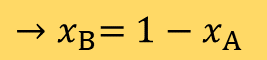 → x_B = 1 − x_A